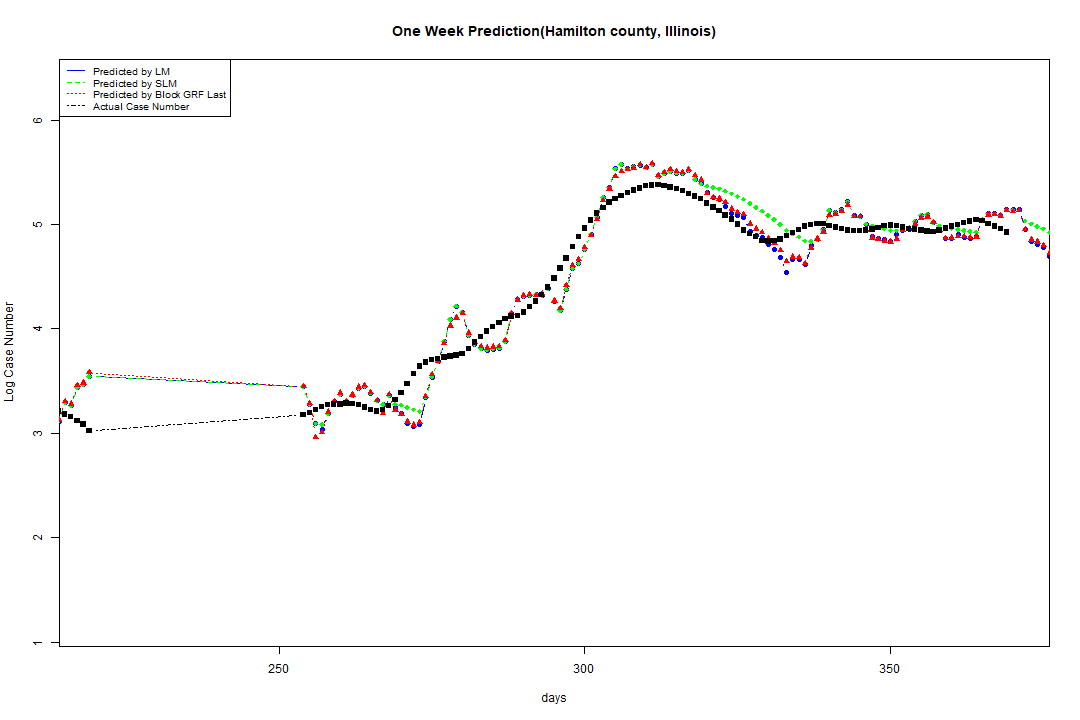 One Week Prediction(Hamilton county, Illinois)
Predicted by LM
Predicted by SLM
Predicted by Block GRF Last
Actual Case Number
Log Case Number
6
5
4
3
2
1
250
300
350
days